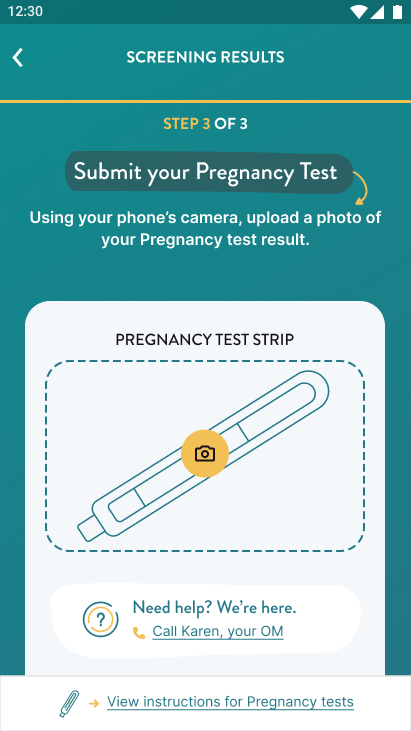 12:30
SCREENING RESULTS
STEP 3 OF 3
Submit your Pregnancy Test
Using your phone's camera, upload a photo of
your Pregnancy test result.
PREGNANCY TEST STRIP
?
Need help? We're here.
Call Karen, your OM
View instructions for Pregnancy tests